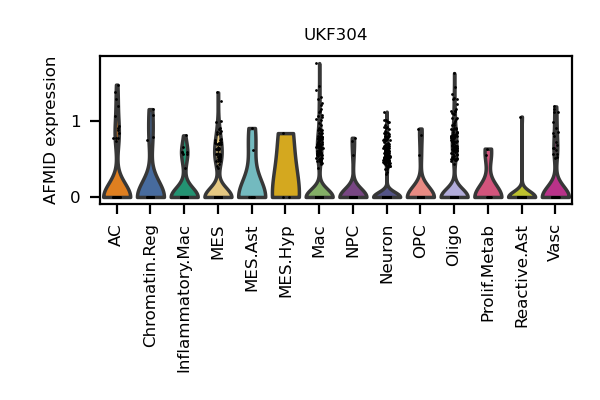 UKF304
AFMID expression
1
0
AC
Chromatin.Reg
Inflammatory.Mac
MES
MES.Ast
MES.Hyp
Mac
NPC
Neuron
OPC
Oligo
Prolif.Metab
Reactive.Ast
Vasc